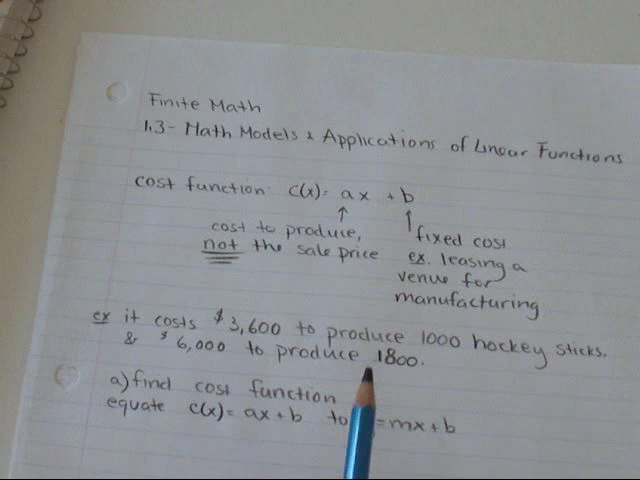 Finite Math
1.3 - Math Models & Applications of Linear Functions
cost function: C(x) = ax + b
cost to produce,
not the sale price
fixed cost
ex. leasing a
venue for
manufacturing
ex it costs $3,600 to produce 1000 hockey sticks.
& $6,000 to produce 1800.
a) find cost function
equate C(x) = ax + b to = mx + b